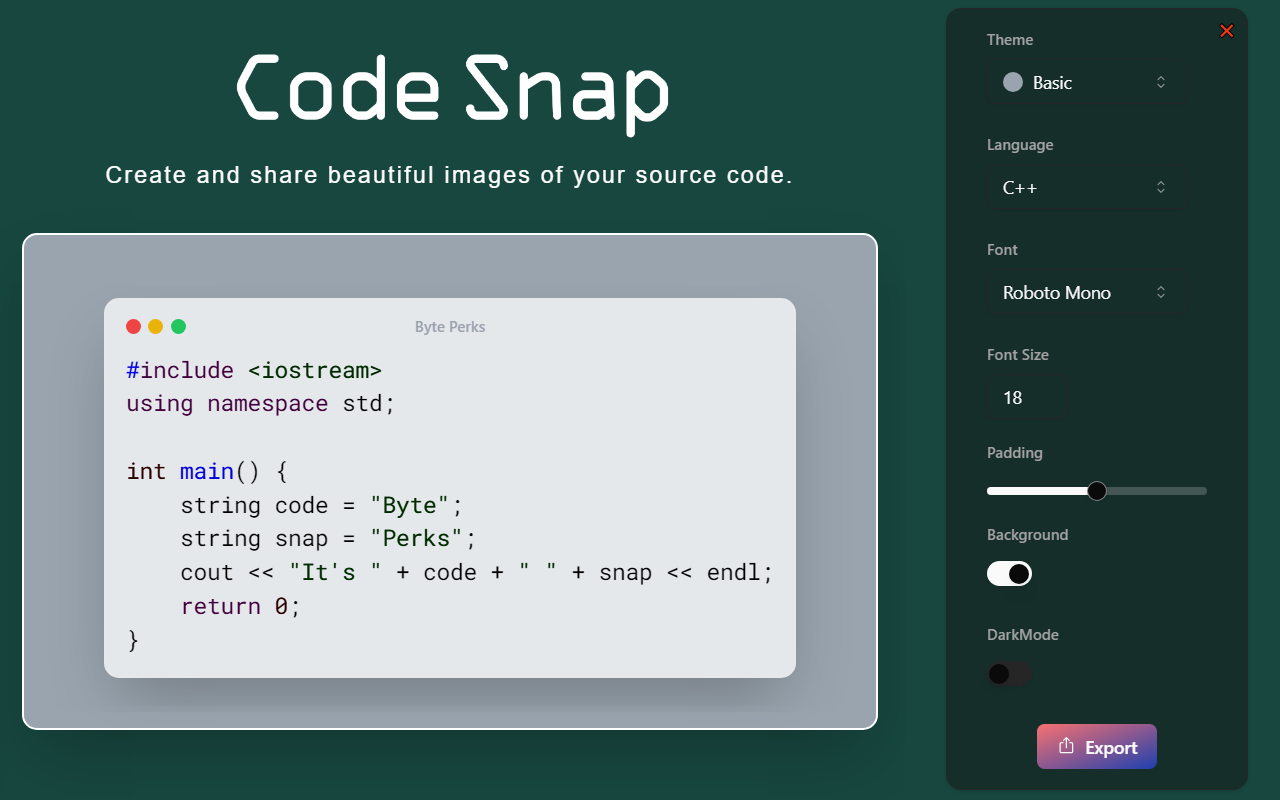 Code Snap
Create and share beautiful images of your source code.
Byte Perks
#include <iostream>
using namespace std;

int main() {
    string code = "Byte";
    string snap = "Perks";
    cout << "It's " + code + " " + snap << endl;
    return 0;
}
Theme
Basic
Language
C++
Font
Roboto Mono
Font Size
18
Padding
Background
DarkMode
Export